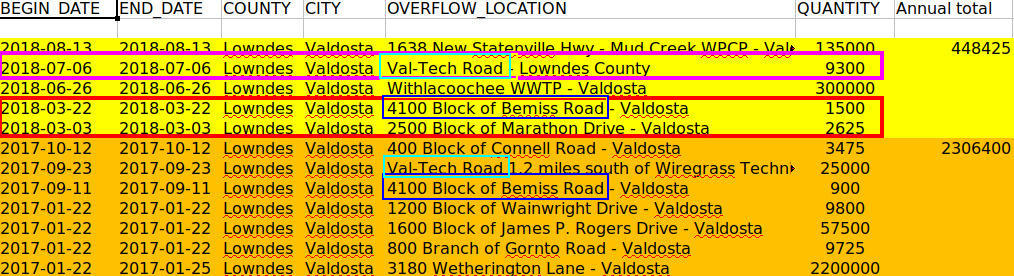 BEGIN_DATE END_DATE COUNTY CITY OVERFLOW_LOCATION QUANTITY Annual total
2018-08-13 2018-08-13 Lowndes Valdosta 1638 New Statenville Hwy - Mud Creek WPCP - Val 135000 448425
2018-07-06 2018-07-06 Lowndes Valdosta Val-Tech Road - Lowndes County 9300
2018-06-26 2018-06-26 Lowndes Valdosta Withlacoochee WWTP - Valdosta 300000
2018-03-22 2018-03-22 Lowndes Valdosta 4100 Block of Bemiss Road - Valdosta 1500
2018-03-03 2018-03-03 Lowndes Valdosta 2500 Block of Marathon Drive - Valdosta 2625
2017-10-12 2017-10-12 Lowndes Valdosta 400 Block of Connell Road - Valdosta 3475 2306400
2017-09-23 2017-09-23 Lowndes Valdosta Val-Tech Road 1.2 miles south of Wiregrass Techn 25000
2017-09-11 2017-09-11 Lowndes Valdosta 4100 Block of Bemiss Road - Valdosta 900
2017-01-22 2017-01-22 Lowndes Valdosta 1200 Block of Wainwright Drive - Valdosta 9800
2017-01-22 2017-01-22 Lowndes Valdosta 1600 Block of James P. Rogers Drive - Valdosta 57500
2017-01-22 2017-01-22 Lowndes Valdosta 800 Branch of Gornto Road - Valdosta 9725
2017-01-22 2017-01-25 Lowndes Valdosta 3180 Wetherington Lane - Valdosta 2200000